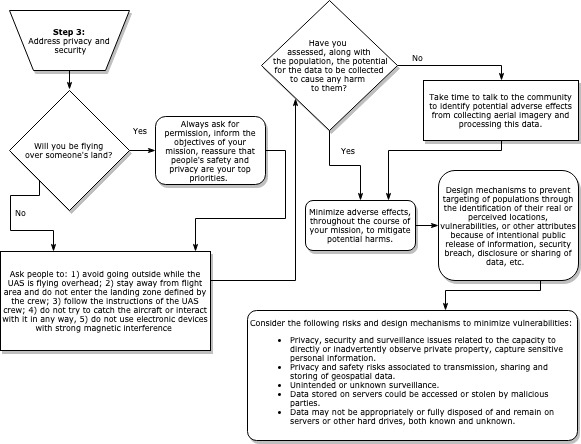 Step 3:
Address privacy and
security
Will you be flying
over someone's land?
Yes
No
Always ask for
permission, inform the
objectives of your
mission, reassure that
people's safety and
privacy are your top
priorities.
Ask people to: 1) avoid going outside while the
UAS is flying overhead; 2) stay away from flight
area and do not enter the landing zone defined by
the crew; 3) follow the instructions of the UAS
crew; 4) do not try to catch the aircraft or interact
with it in any way, 5) do not use electronic devices
with strong magnetic interference
Have you
assessed, along with
the population, the potential
for the data to be collected
to cause any harm
to them?
No
Yes
Take time to talk to the community
to identify potential adverse effects
from collecting aerial imagery and
processing this data.
Minimize adverse effects,
throughout the course of
your mission, to mitigate
potential harms.
Design mechanisms to prevent
targeting of populations through
the identification of their real or
perceived locations,
vulnerabilities, or other attributes
because of intentional public
release of information, security
breach, disclosure or sharing of
data, etc.
Consider the following risks and design mechanisms to minimize vulnerabilities:
• Privacy, security and surveillance issues related to the capacity to
directly or inadvertently observe private property, capture sensitive
personal information.
• Privacy and safety risks associated to transmission, sharing and
storing of geospatial data.
• Unintended or unknown surveillance.
• Data stored on servers could be accessed or stolen by malicious
parties.
• Data may not be appropriately or fully disposed of and remain on
servers or other hard drives, both known and unknown.